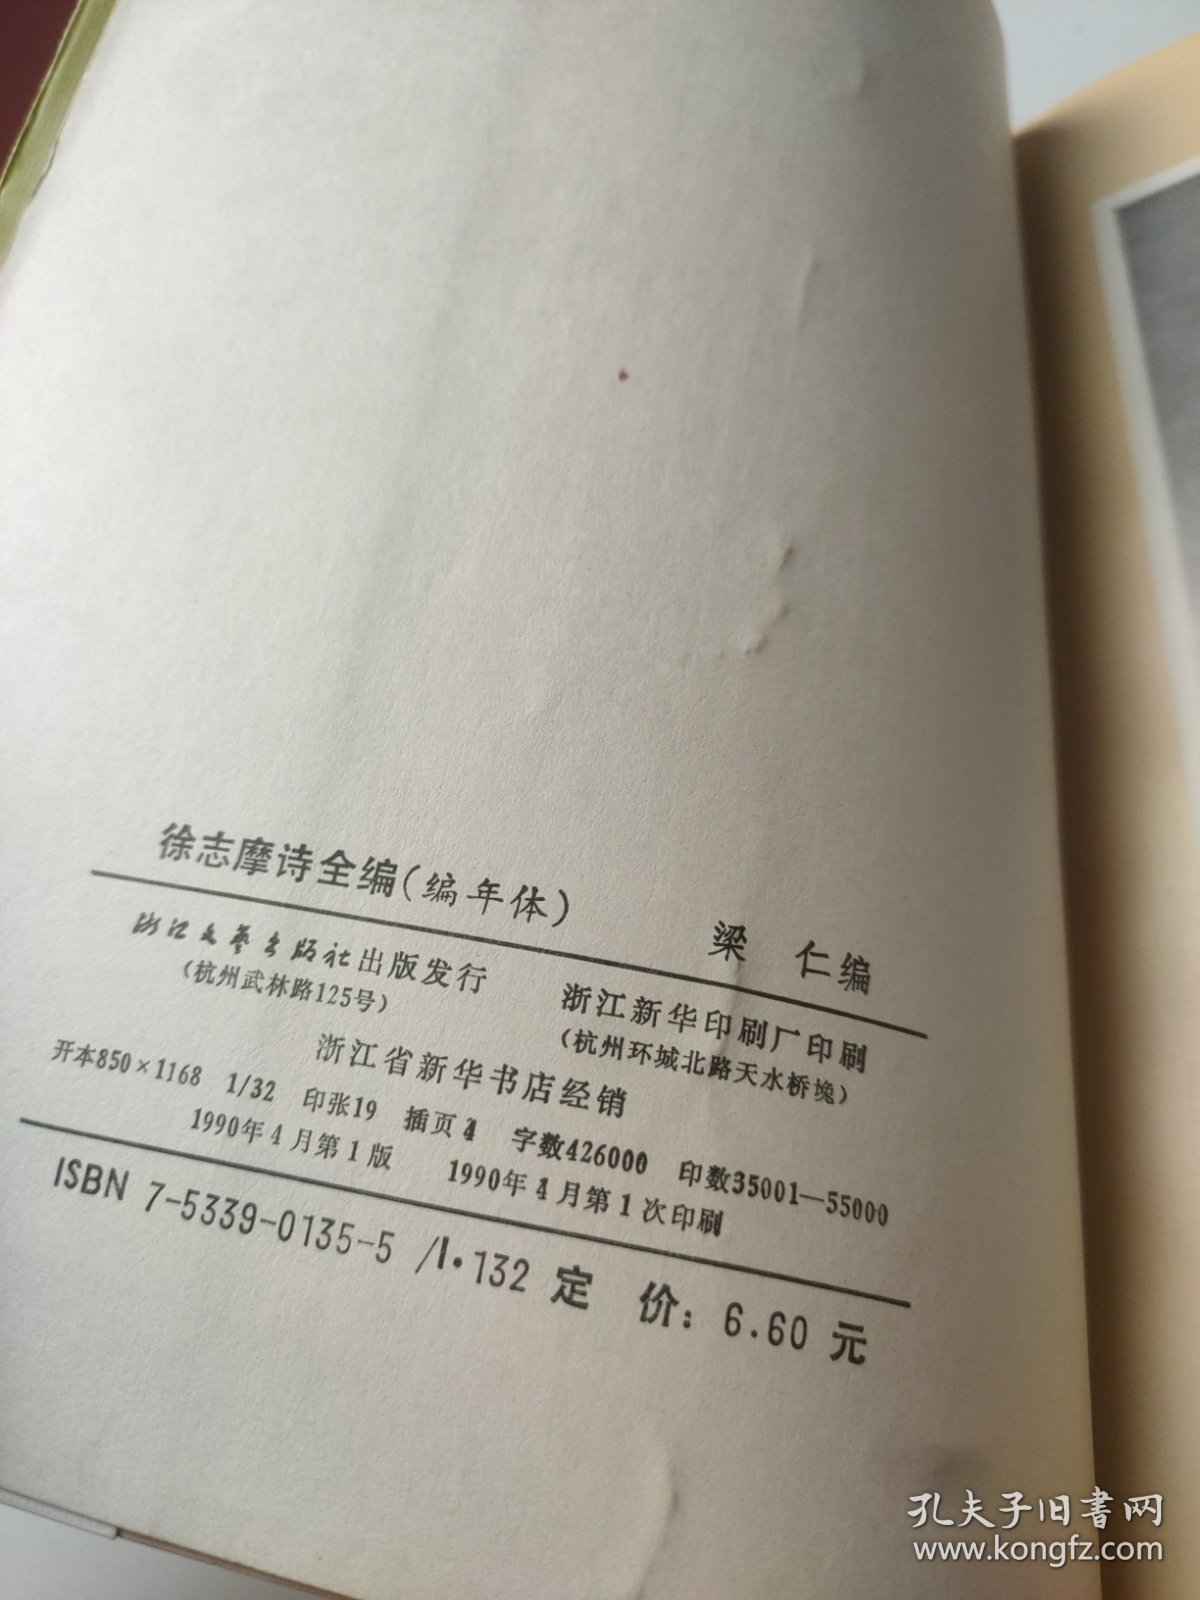 徐志摩诗全编(编年体) 梁 仁编
浙江文艺出版社出版发行 浙江新华印刷厂印刷
(杭州武林路125号) (杭州环城北路天水桥堍)
浙江省新华书店经销
开本850×1168 1/32 印张19 插页4 字数426000 印数35001—55000
1990年4月第1版 1990年4月第1次印刷
ISBN 7-5339-0135-5 /I·132 定 价: 6.60 元
孔夫子旧书网
www.kongfz.com